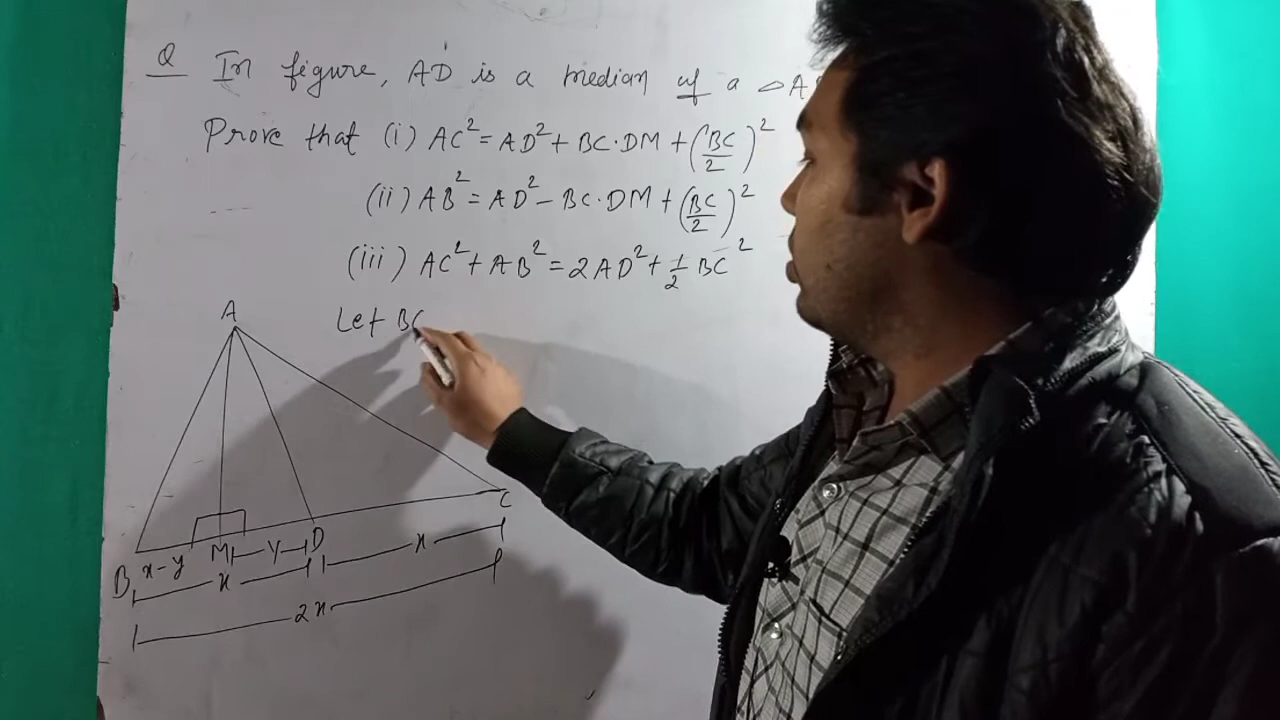 Q In figure, AD is a median of a △A
Prove that (i) AC² = AD² + BC·DM + (BC/2)²
(ii) AB² = AD² - BC·DM + (BC/2)²
(iii) AC² + AB² = 2AD² + 1/2 BC²
Let BC
A
C
B x-y M y D x
x
2x